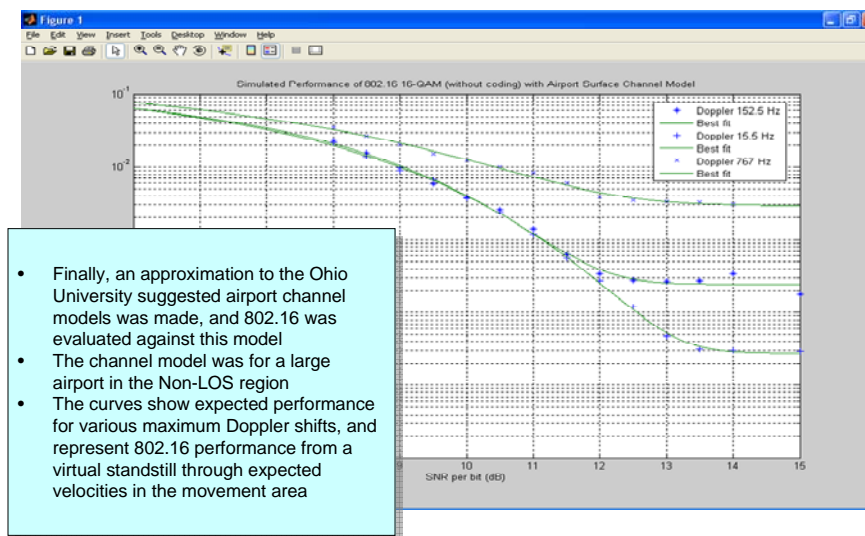 Figure 1
File Edit View Insert Tools Desktop Window Help
Simulated Performance of 802.16 16-QAM (without coding) with Airport Surface Channel Model
10-1
10-2
Doppler 152.5 Hz
Best fit
Doppler 15.5 Hz
Best fit
Doppler 767 Hz
Best fit
• Finally, an approximation to the Ohio
University suggested airport channel
models was made, and 802.16 was
evaluated against this model
• The channel model was for a large
airport in the Non-LOS region
• The curves show expected performance
for various maximum Doppler shifts, and
represent 802.16 performance from a
virtual standstill through expected
velocities in the movement area
9 10 11 12 13 14 15
SNR per bit (dB)